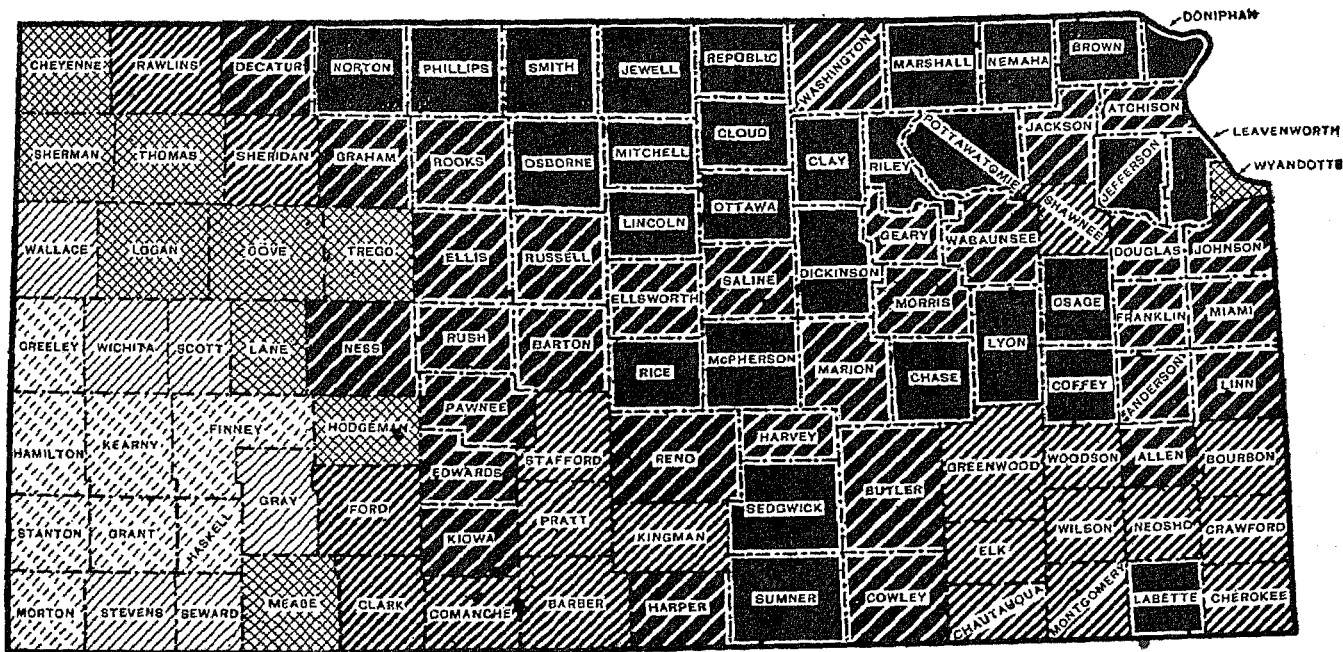 DONIPHAN
CHEYENNE
RAWLINS
DECATUR
NORTON
PHILLIPS
SMITH
JEWELL
REPUBLIC
WASHINGTON
MARSHALL
NEMAHA
BROWN
ATCHISON
LEAVENWORTH
WYANDOTTE
SHERMAN
THOMAS
SHERIDAN
GRAHAM
ROOKS
OSBORNE
MITCHELL
CLOUD
CLAY
RILEY
POTTAWATOMIE
JACKSON
JEFFERSON
WALLACE
LOGAN
GOVE
TREGO
ELLIS
RUSSELL
LINCOLN
OTTAWA
DICKINSON
GEARY
WABAUNSEE
SHAWNEE
DOUGLAS
JOHNSON
ELLSWORTH
SALINE
MORRIS
OSAGE
FRANKLIN
MIAMI
GREELEY
WICHITA
SCOTT
LANE
NESS
RUSH
BARTON
RICE
McPHERSON
MARION
CHASE
LYON
COFFEY
ANDERSON
LINN
HAMILTON
KEARNY
FINNEY
HODGEMAN
PAWNEE
STAFFORD
RENO
HARVEY
BUTLER
GREENWOOD
WOODSON
ALLEN
BOURBON
GRAY
FORD
EDWARDS
PRATT
KINGMAN
SEDGWICK
STANTON
GRANT
HASKELL
KIOWA
ELK
WILSON
NEOSHO
CRAWFORD
MORTON
STEVENS
SEWARD
MEADE
CLARK
COMANCHE
BARBER
HARPER
SUMNER
COWLEY
CHAUTAUQUA
MONTGOMERY
LABETTE
CHEROKEE